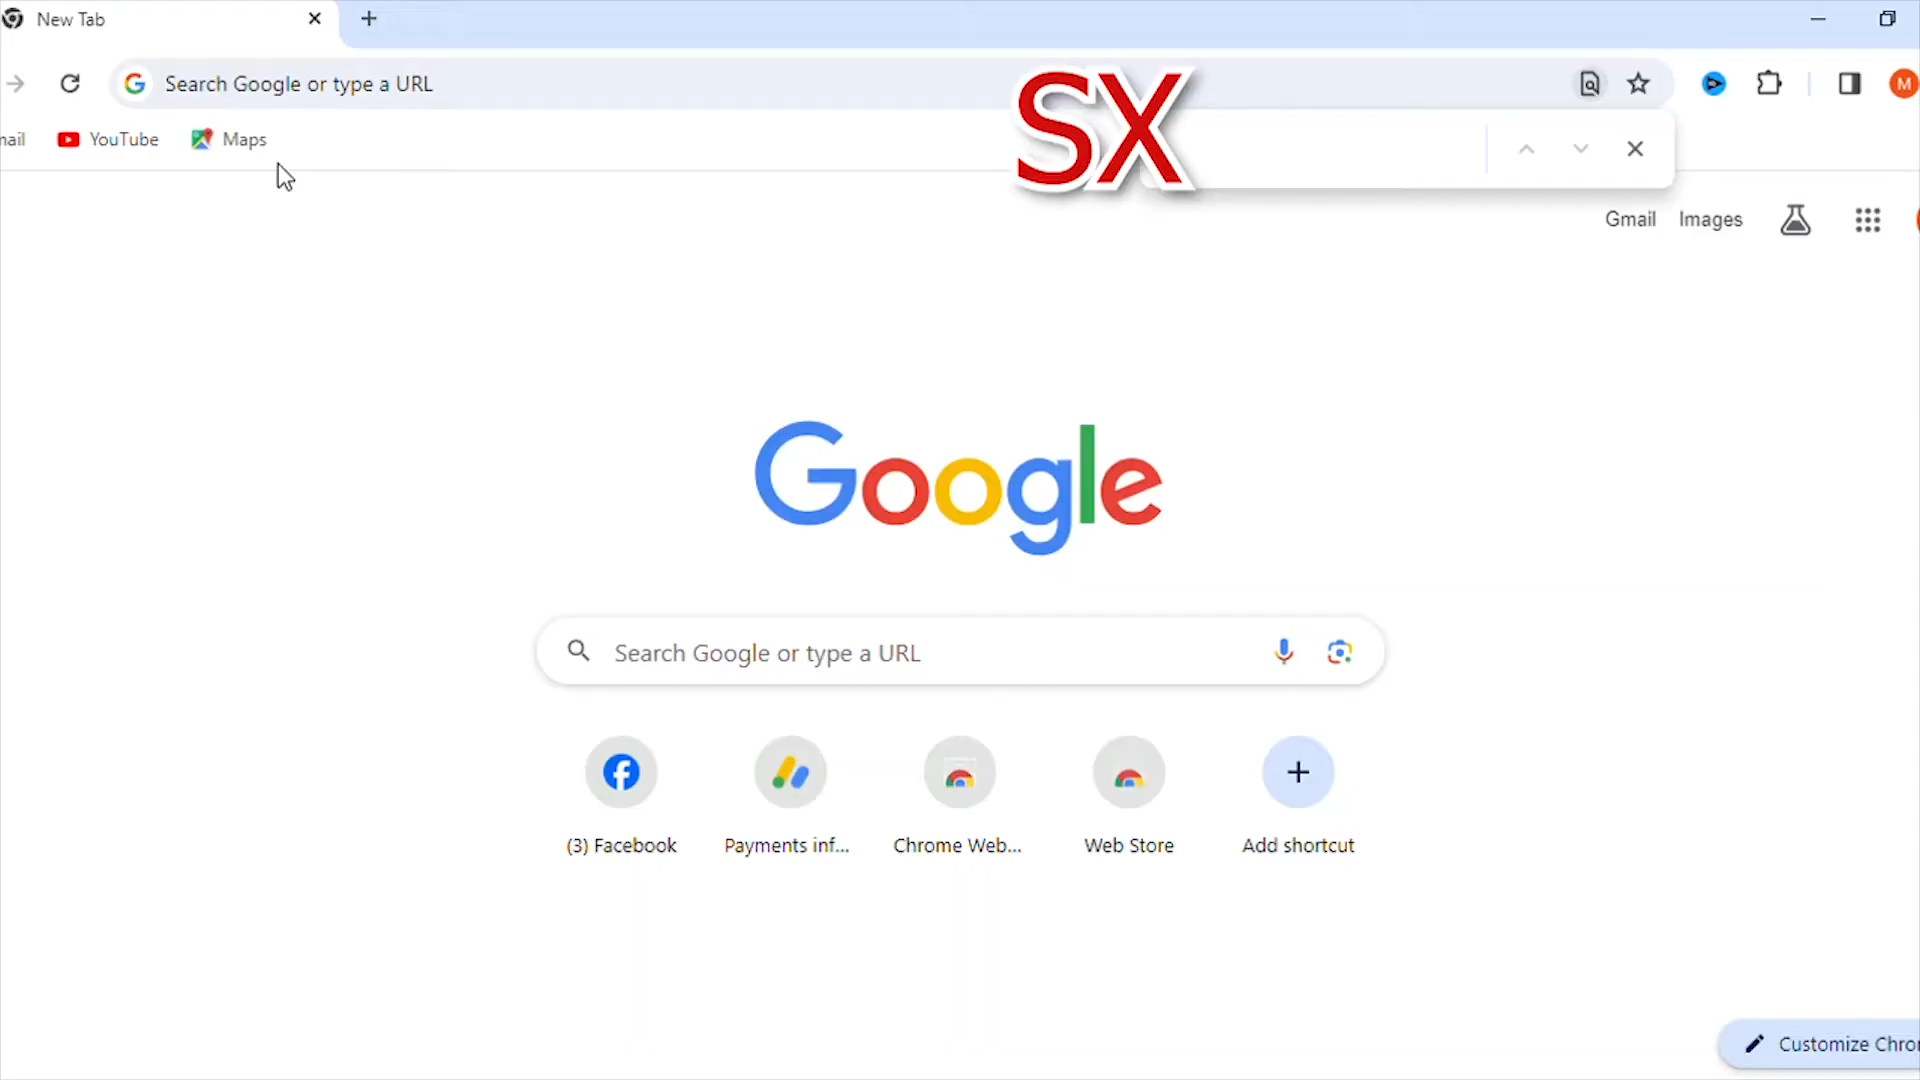 New Tab
Search Google or type a URL
SX
mail YouTube Maps
Gmail Images
Google
Search Google or type a URL
(3) Facebook Payments inf... Chrome Web... Web Store Add shortcut
Customize Chro
M